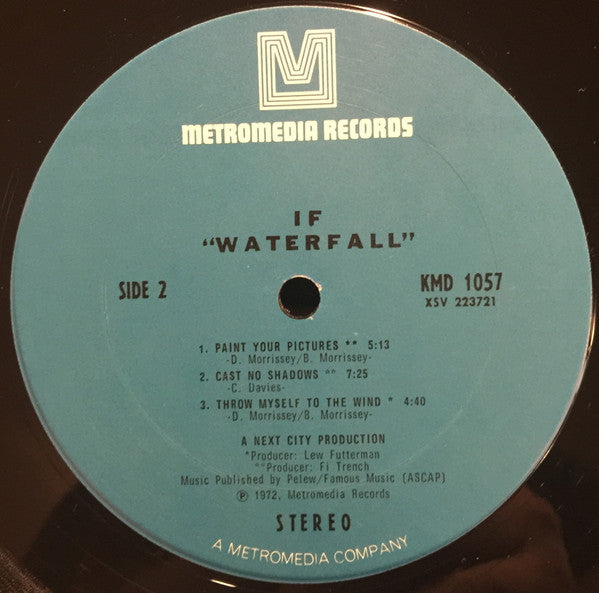 M
METROMEDIA RECORDS
IF
"WATERFALL"
SIDE 2
KMD 1057
XSV 223721
1. PAINT YOUR PICTURES ** 5:13
-D. Morrissey/B. Morrissey-
2. CAST NO SHADOWS ** 7:25
-C. Davies-
3. THROW MYSELF TO THE WIND * 4:40
-D. Morrissey/B. Morrissey-
A NEXT CITY PRODUCTION
*Producer: Lew Futterman
**Producer: Fi Trench
Music Published by Pelew/Famous Music (ASCAP)
℗ 1972, Metromedia Records
STEREO
A METROMEDIA COMPANY